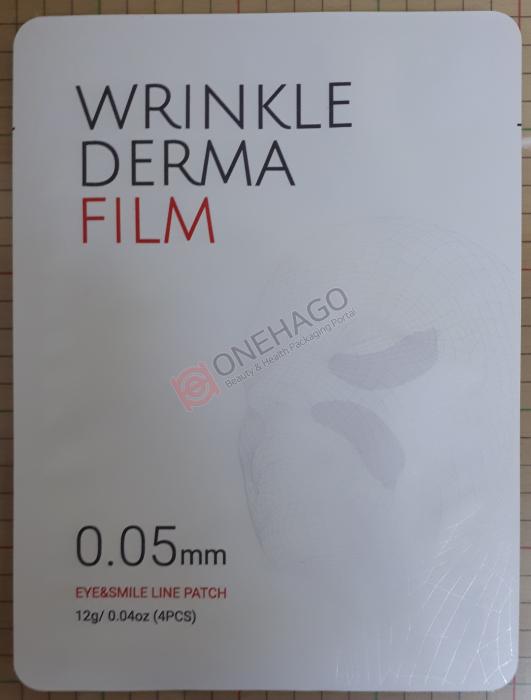 WRINKLE
DERMA
FILM
ONEHAGO
Beauty & Health Packaging Portal
0.05mm
EYE&SMILE LINE PATCH
12g/ 0.04oz (4PCS)